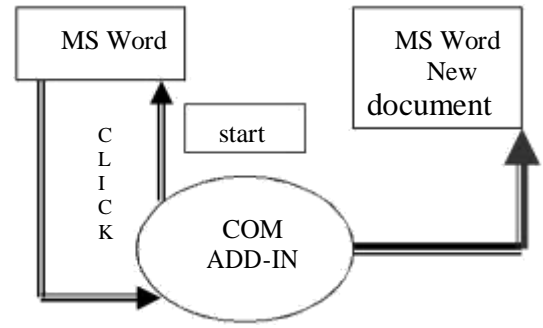 MS Word
MS Word
New
document
start
C
L
I
C
K
COM
ADD-IN